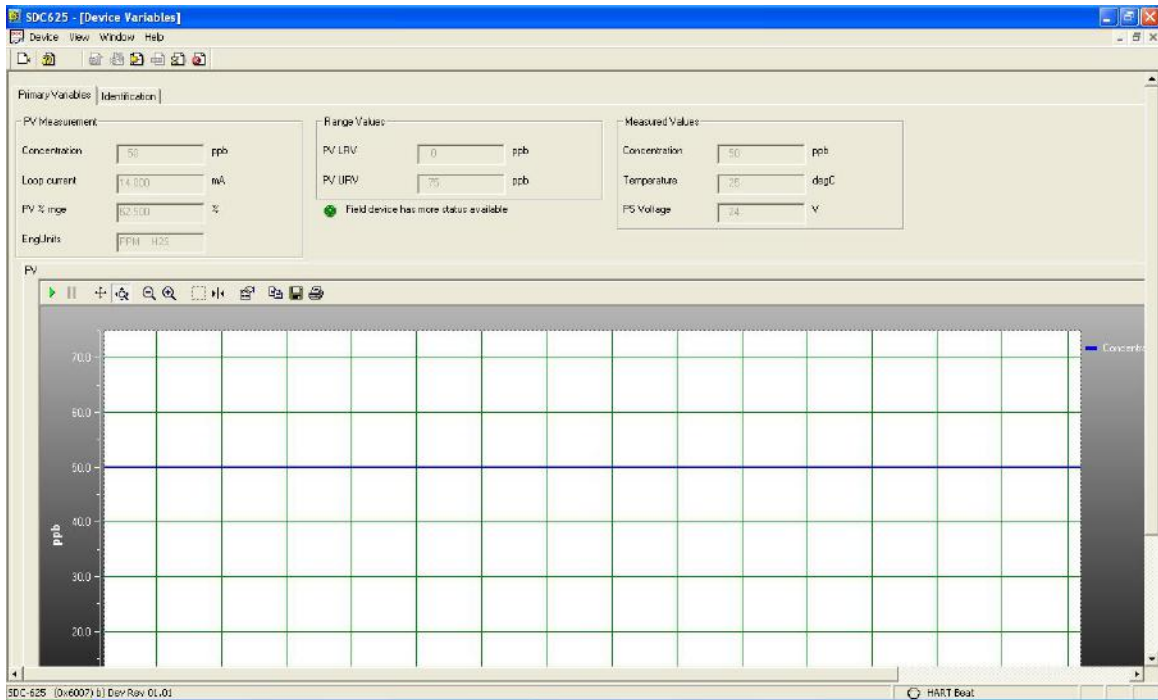 SDC625 - [Device Variables]
Device View Window Help
Primary Variables Identification
PV Measurement
Concentration 50 ppb
Loop current 14.000 mA
PV % rnge 62.500 %
EngUnits PPM H2S
Range Values
PV LRV 0 ppb
PV URV 75 ppb
Field device has more status available
Measured Values
Concentration 50 ppb
Temperature 25 degC
PS Voltage 24 V
PV
Concentra
70.0
60.0
50.0
40.0
30.0
20.0
ppb
SDC-625 (0x6007) b] Dev Rev 01.01
HART Beat